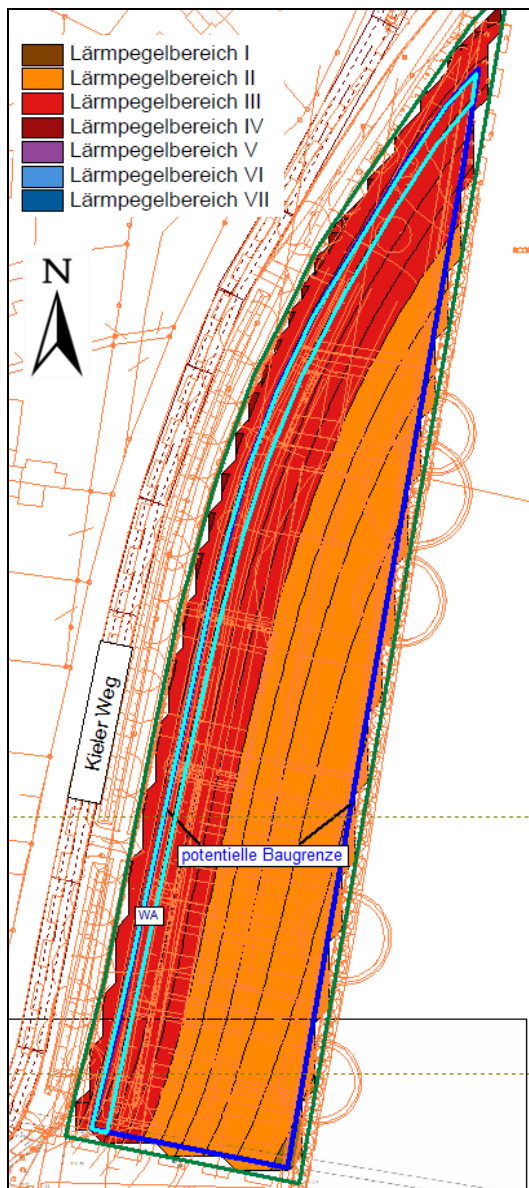 Lärmpegelbereich I
Lärmpegelbereich II
Lärmpegelbereich III
Lärmpegelbereich IV
Lärmpegelbereich V
Lärmpegelbereich VI
Lärmpegelbereich VII
N
Kieler Weg
potentielle Baugrenze
WA